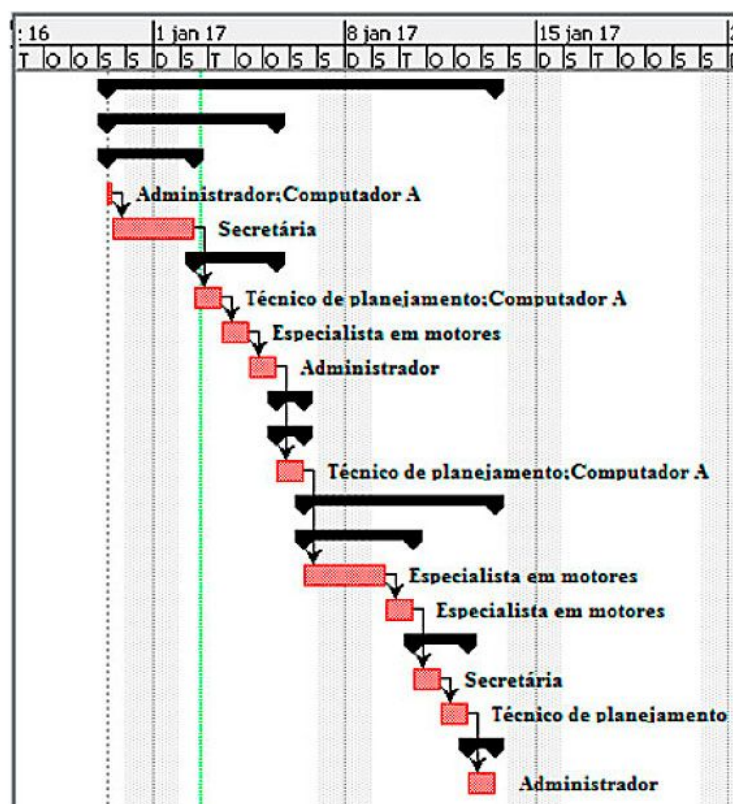 : 16 1 jan 17 8 jan 17 15 jan 17
T O O S S D S T O O S S D S T O O S S D S T O O S S
Administrador;Computador A
Secretária
Técnico de planejamento;Computador A
Especialista em motores
Administrador
Técnico de planejamento;Computador A
Especialista em motores
Especialista em motores
Secretária
Técnico de planejamento
Administrador